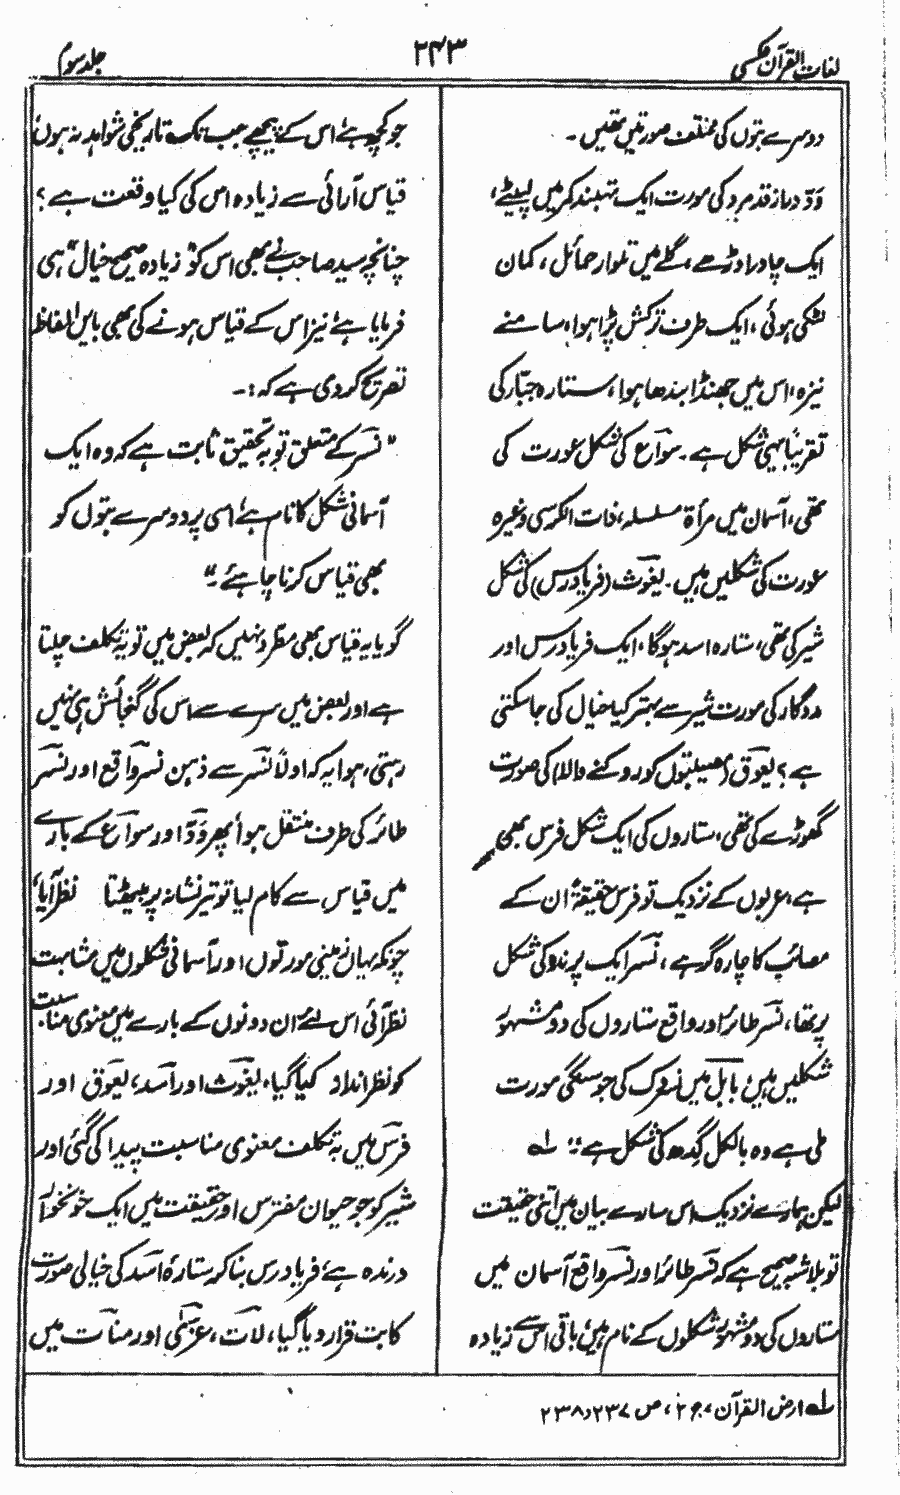 لغات القرآن عکسی
۲۴۳
جلد سوم
دوسرے بتوں کی مختلف صورتیں تھیں۔
وَدّ دراز قد مرد کی صورت ایک تہبند کمر میں لپیٹے،
ایک چادر اوڑھے، گلے میں تلوار حمائل، کمان
لٹکی ہوئی، ایک طرف ترکش پڑا ہوا، سامنے
نیزہ، اس میں جھنڈا بندھا ہوا، ستارہ جبّار کی
تقریباً یہی شکل ہے۔ سواع کی شکل عورت کی
تھی، آسمان میں مرأۃ مسلسلہ، ذات الکرسی وغیرہ
عورت کی شکلیں ہیں۔ یغوث (فریادرس) کی شکل
شیر کی تھی، ستارہ اسد ہوگا، ایک فریادرس اور
مددگار کی صورت شیر سے بہتر کیا خیال کی جاسکتی
ہے؟ یعوق (مصیبتوں کو روکنے والا) کی صورت
گھوڑے کی تھی، ستاروں کی ایک شکل فرس بھی
ہے، عربوں کے نزدیک تو فرس حقیقۃً ان کے
مصائب کا چارہ گر ہے، نسر ایک پرند کی شکل
پر تھا، نسر طائر اور واقع ستاروں کی دو مشہور
شکلیں ہیں، بابل میں نسروک کی جو سنگی مورت
ملی ہے وہ بالکل گدھ کی شکل ہے۔" لہ
لیکن ہمارے نزدیک اس سارے بیان میں اتنی حقیقت
تو بلاشبہ صحیح ہے کہ نسر طائر اور نسر واقع آسمان میں
ستاروں کی دو مشہور شکلوں کے نام ہیں، باقی اس سے زیادہ
جو کچھ ہے اس کے پیچھے جب تک تاریخی شواہد نہ ہوں
قیاس آرائی سے زیادہ اس کی کیا وقعت ہے؟
چنانچہ سید صاحب نے بھی اس کو "زیادہ صحیح خیال" ہی
فرمایا ہے، نیز اس کے قیاس ہونے کی بھی بایں الفاظ
تصریح کردی ہے کہ:۔
"نسر کے متعلق تو بہ تحقیق ثابت ہے کہ وہ ایک
آسمانی شکل کا نام ہے، اسی پر دوسرے بتوں کو
بھی قیاس کرنا چاہئے۔"
گویا یہ قیاس بھی مطّرد نہیں کہ بعض میں تو بہ تکلف چلتا
ہے اور بعض میں سرے سے اس کی گنجائش ہی نہیں
رہتی، ہوا یہ کہ اولاً نسر سے ذہن نسر واقع اور نسر
طائر کی طرف منتقل ہوا پھر وَدّ اور سواع کے بارے
میں قیاس سے کام لیا تو تیر نشانہ پر بیٹھتا نظر آیا،
چونکہ یہاں زمینی مورتوں اور آسمانی شکلوں میں مشابہت
نظر آئی اس لئے ان دونوں کے بارے میں معنوی مناسبت
کو نظر انداز کیا گیا، یغوث اور اسد، یعوق اور
فرس میں بہ تکلف معنوی مناسبت پیدا کی گئی اور
شیر کو جو حیوان مفترس اور حقیقت میں ایک خونخوار
درندہ ہے، فریادرس بنا کر ستارۂ اسد کی خیالی صورت
کا بت قرار دیا گیا، لات، عزیٰ اور منات میں
لہ ارض القرآن، ج ۲، ص ۲۳۷ و ۲۳۸